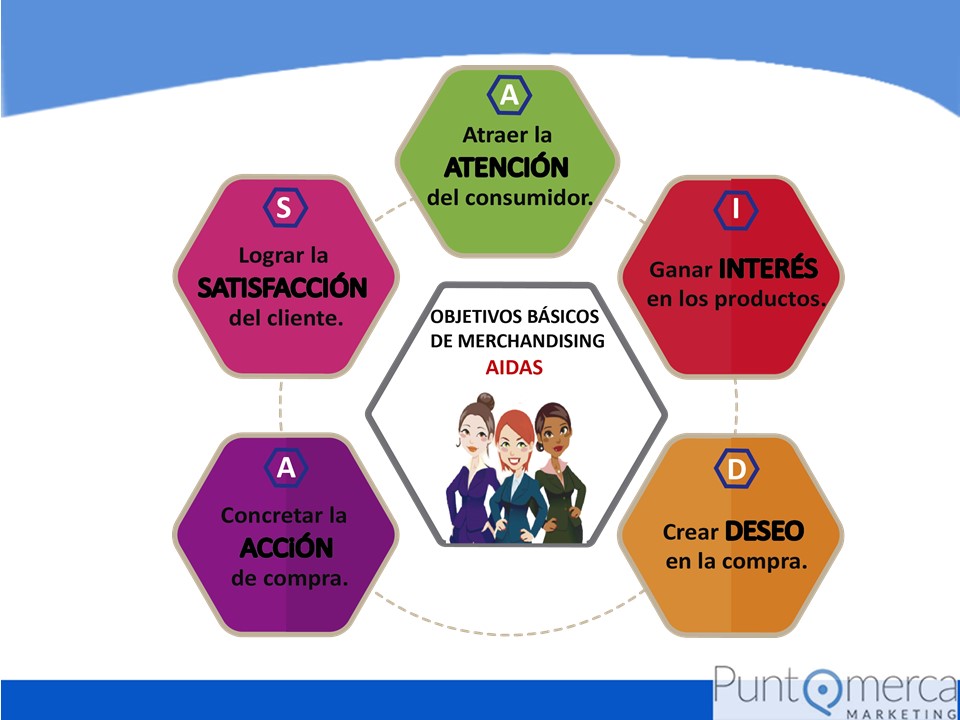 A
Atraer la
ATENCIÓN
del consumidor.
I
Ganar INTERÉS
en los productos.
D
Crear DESEO
en la compra.
A
Concretar la
ACCIÓN
de compra.
S
Lograr la
SATISFACCIÓN
del cliente.
OBJETIVOS BÁSICOS
DE MERCHANDISING
AIDAS
Puntomerca
MARKETING